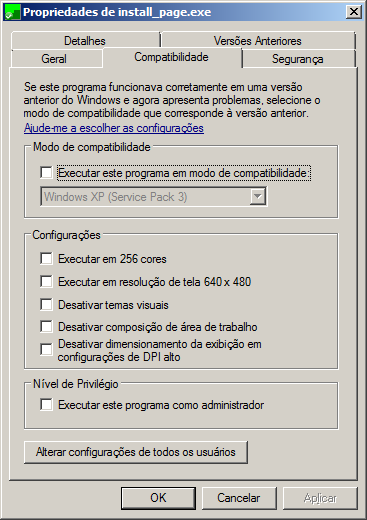 Propriedades de install_page.exe
Detalhes
Versões Anteriores
Geral
Compatibilidade
Segurança
Se este programa funcionava corretamente em uma versão
anterior do Windows e agora apresenta problemas, selecione o
modo de compatibilidade que corresponde à versão anterior.
Ajude-me a escolher as configurações
Modo de compatibilidade
Executar este programa em modo de compatibilidade:
Windows XP (Service Pack 3)
Configurações
Executar em 256 cores
Executar em resolução de tela 640 x 480
Desativar temas visuais
Desativar composição de área de trabalho
Desativar dimensionamento da exibição em
configurações de DPI alto
Nível de Privilégio
Executar este programa como administrador
Alterar configurações de todos os usuários
OK
Cancelar
Aplicar